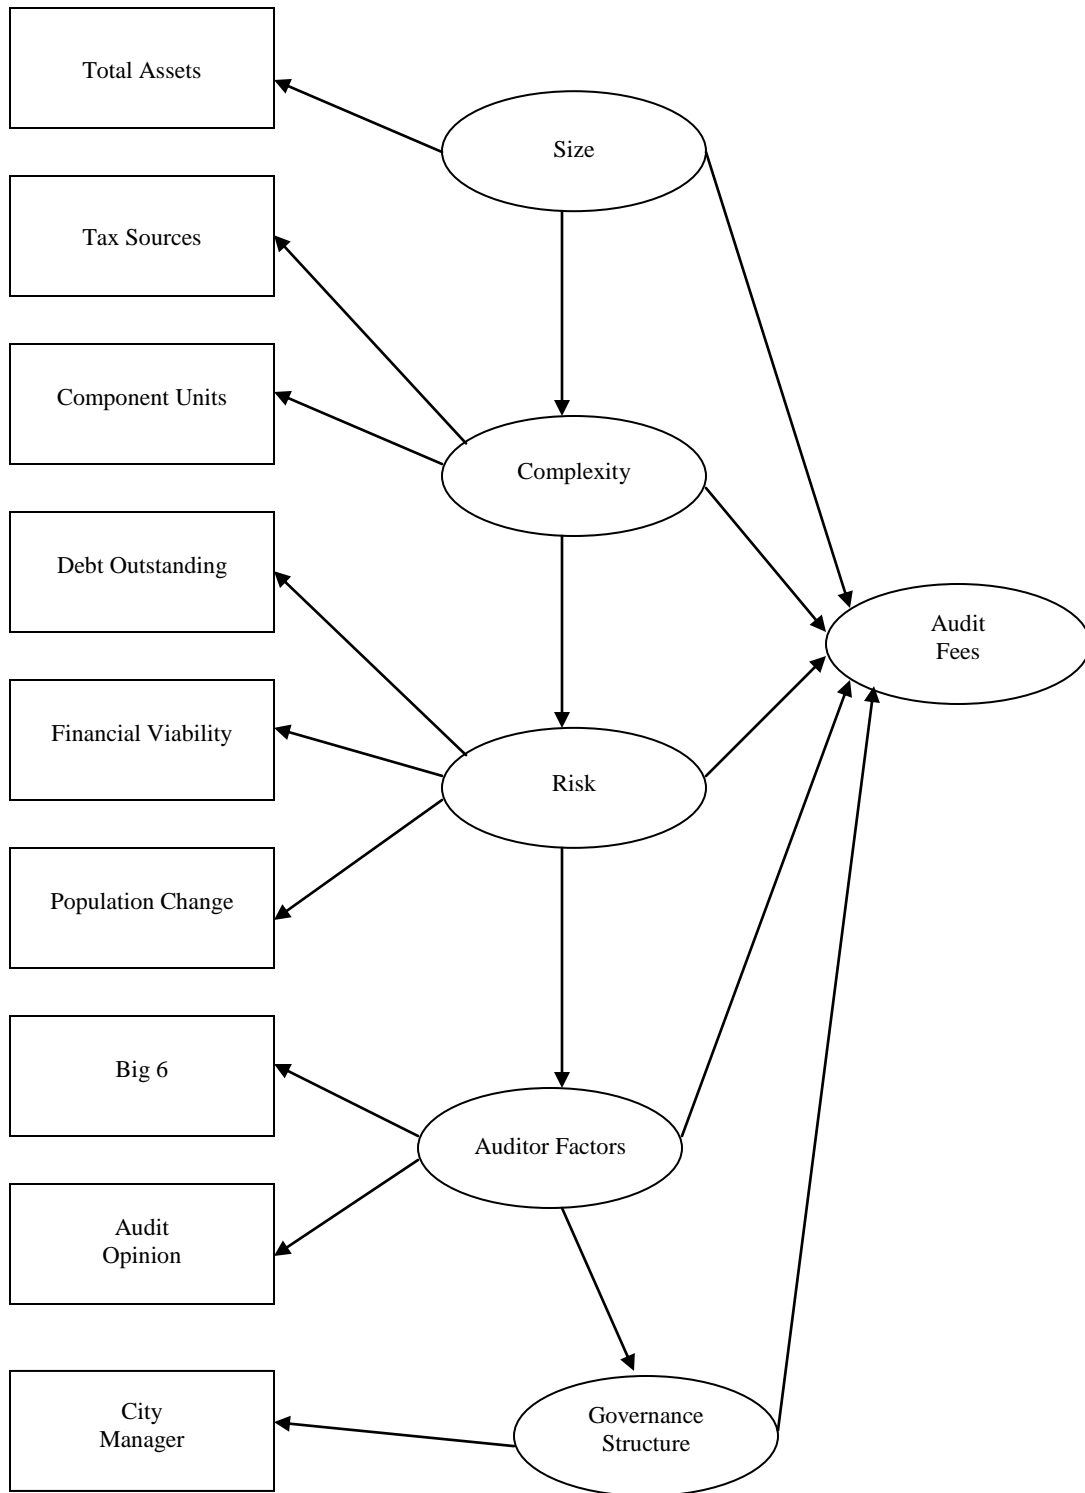 Total Assets
Size
Tax Sources
Component Units
Complexity
Debt Outstanding
Audit
Fees
Financial Viability
Risk
Population Change
Big 6
Auditor Factors
Audit
Opinion
City
Manager
Governance
Structure